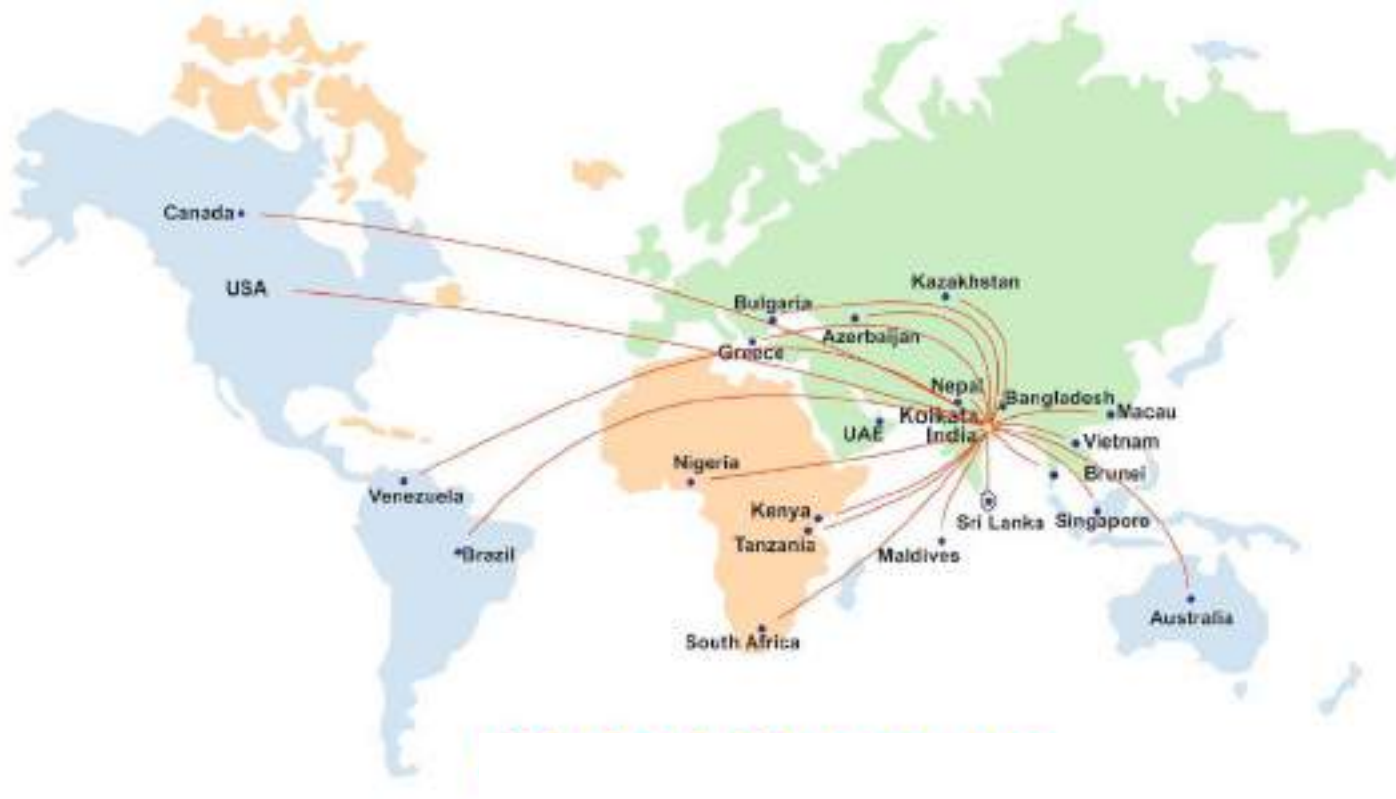 Canada
USA
Kazakhstan
Bulgaria
Azerbaijan
Greece
Nepal
Bangladesh
Macau
Kolkata,
India
UAE
Vietnam
Nigeria
Brunei
Venezuela
Kenya
Sri Lanka
Singapore
Tanzania
Maldives
Brazil
Australia
South Africa